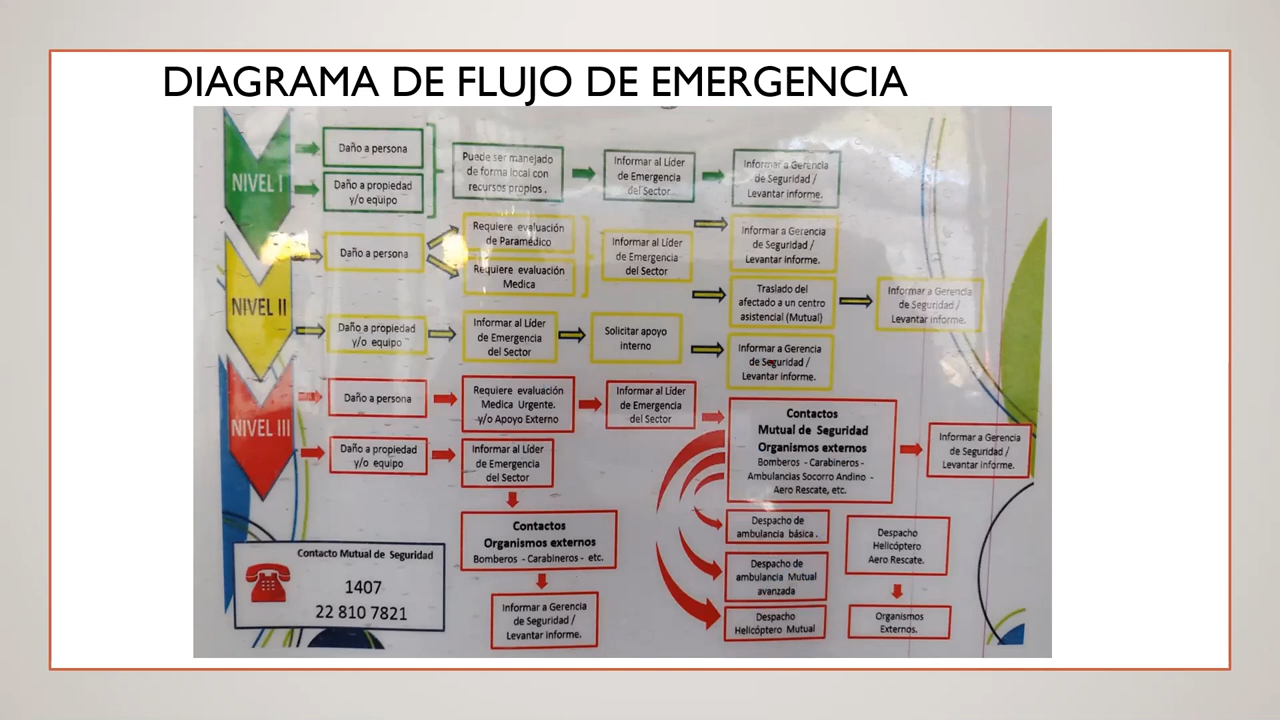 DIAGRAMA DE FLUJO DE EMERGENCIA
NIVEL I
Daño a persona
Daño a propiedad
y/o equipo
Puede ser manejado
de forma local con
recursos propios .
Informar al Líder
de Emergencia
del Sector
Informar a Gerencia
de Seguridad /
Levantar informe.
NIVEL II
Daño a persona
Requiere evaluación
de Paramédico
Requiere evaluación
Medica
Informar al Líder
de Emergencia
del Sector
Informar a Gerencia
de Seguridad /
Levantar informe.
Traslado del
afectado a un centro
asistencial (Mutual)
Informar a Gerencia
de Seguridad /
Levantar informe.
Daño a propiedad
y/o equipo
Informar al Líder
de Emergencia
del Sector
Solicitar apoyo
interno
Informar a Gerencia
de Seguridad /
Levantar informe.
NIVEL III
Daño a persona
Requiere evaluación
Medica Urgente.
y/o Apoyo Externo
Informar al Líder
de Emergencia
del Sector
Contactos
Mutual de Seguridad
Organismos externos
Bomberos - Carabineros -
Ambulancias Socorro Andino -
Aero Rescate, etc.
Informar a Gerencia
de Seguridad /
Levantar informe.
Daño a propiedad
y/o equipo
Informar al Líder
de Emergencia
del Sector
Contactos
Organismos externos
Bomberos - Carabineros - etc.
Informar a Gerencia
de Seguridad /
Levantar informe.
Despacho de
ambulancia básica .
Despacho de
ambulancia Mutual
avanzada
Despacho
Helicóptero Mutual
Despacho
Helicóptero
Aero Rescate.
Organismos
Externos.
Contacto Mutual de Seguridad
1407
22 810 7821